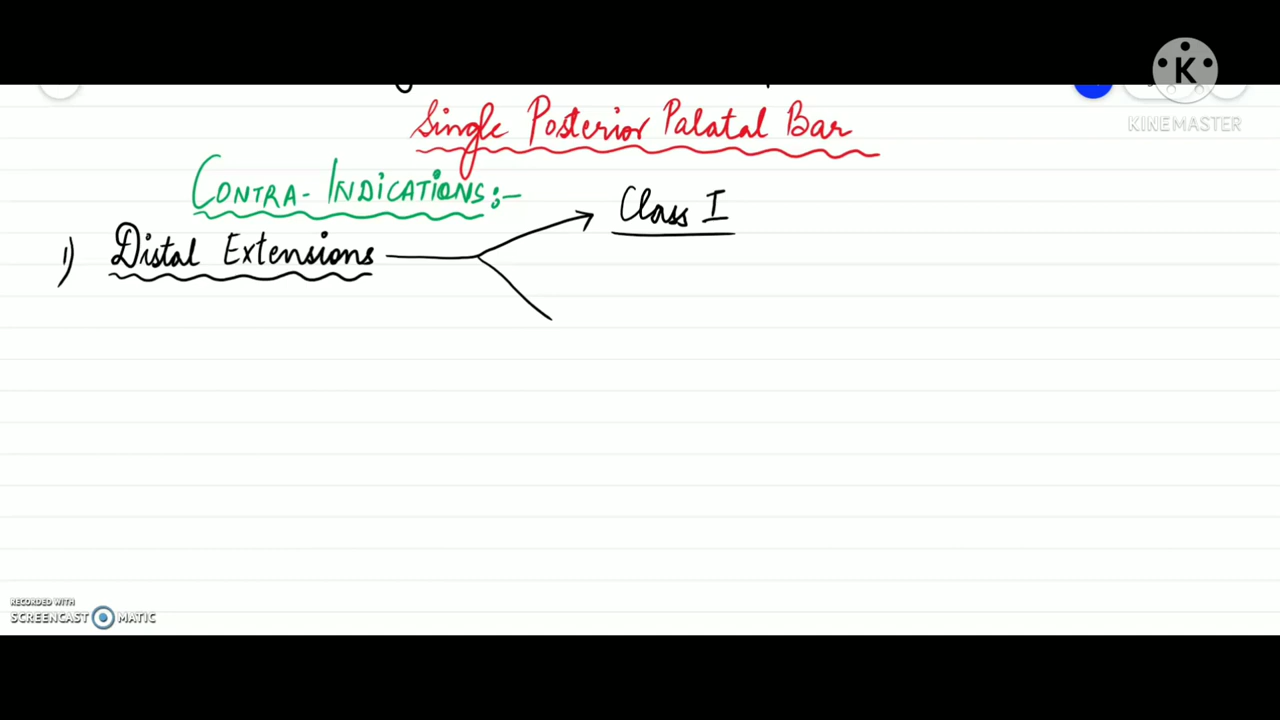 K
KINEMASTER
Single Posterior Palatal Bar
CONTRA-INDICATIONS:-
Class I
1) Distal Extensions
RECORDED WITH
SCREENCAST MATIC